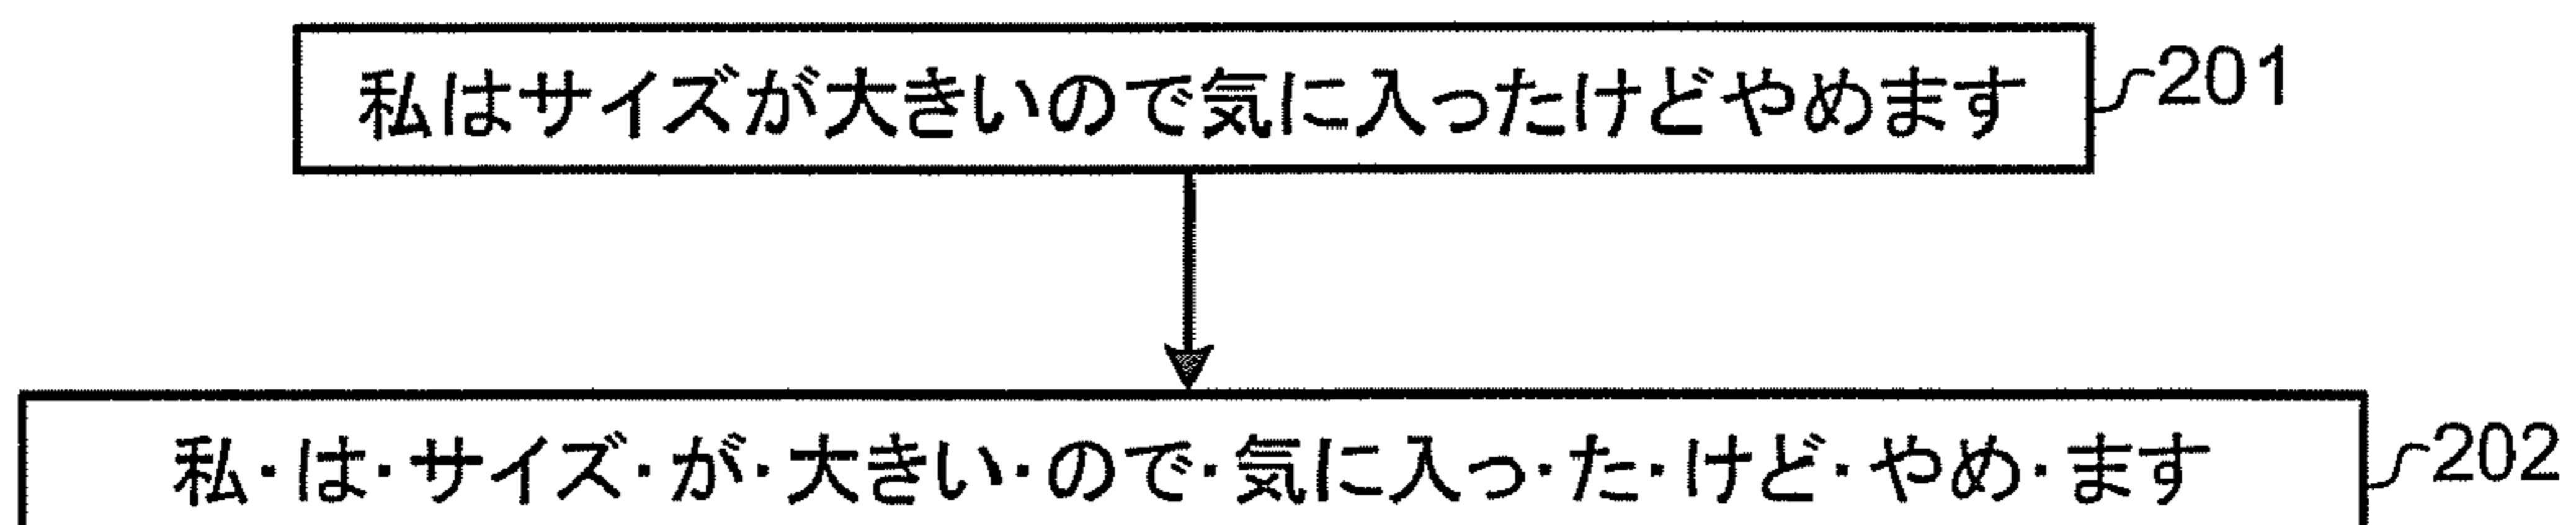 私はサイズが大きいので気に入ったけどやめます 201
私・は・サイズ・が・大きい・ので・気に入っ・た・けど・やめ・ます 202